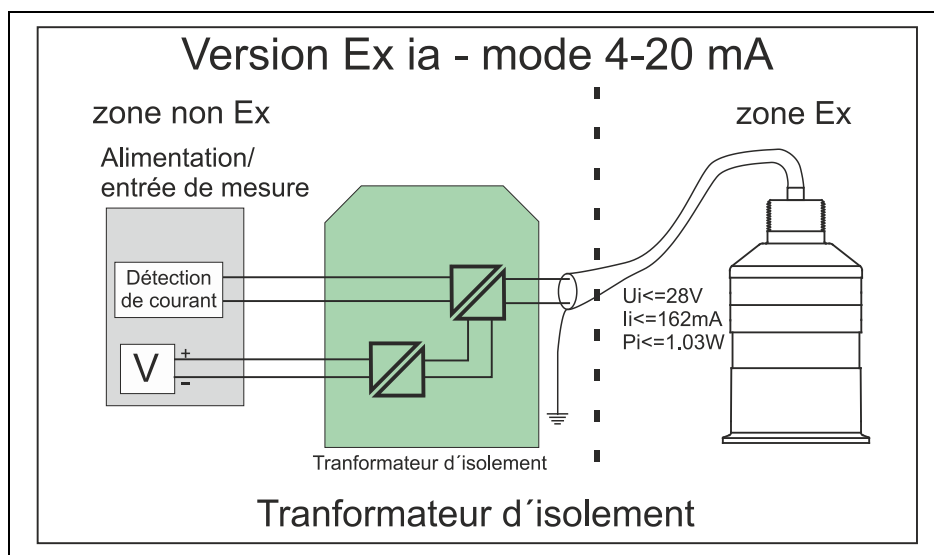 Version Ex ia - mode 4-20 mA
zone non Ex
zone Ex
Alimentation/
entrée de mesure
Détection
de courant
V
+
-
Ui<=28V
Ii<=162mA
Pi<=1.03W
Tranformateur d´isolement
Tranformateur d´isolement